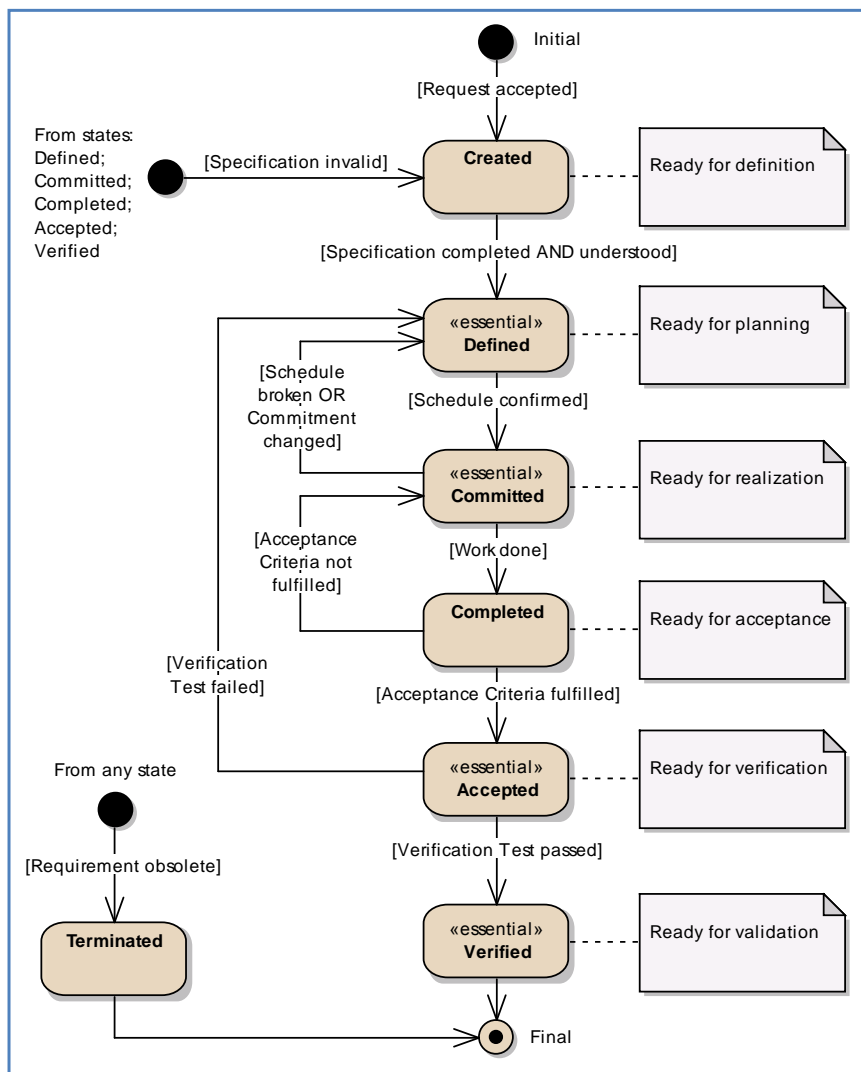 Initial
[Request accepted]
From states:
Defined;
Committed;
Completed;
Accepted;
Verified
[Specification invalid]
Created
Ready for definition
[Specification completed AND understood]
«essential»
Defined
Ready for planning
[Schedule
broken OR
Commitment
changed]
[Schedule confirmed]
«essential»
Committed
Ready for realization
[Acceptance
Criteria not
fulfilled]
[Work done]
Completed
Ready for acceptance
[Verification
Test failed]
[Acceptance Criteria fulfilled]
From any state
«essential»
Accepted
Ready for verification
[Requirement obsolete]
[Verification Test passed]
Terminated
«essential»
Verified
Ready for validation
Final